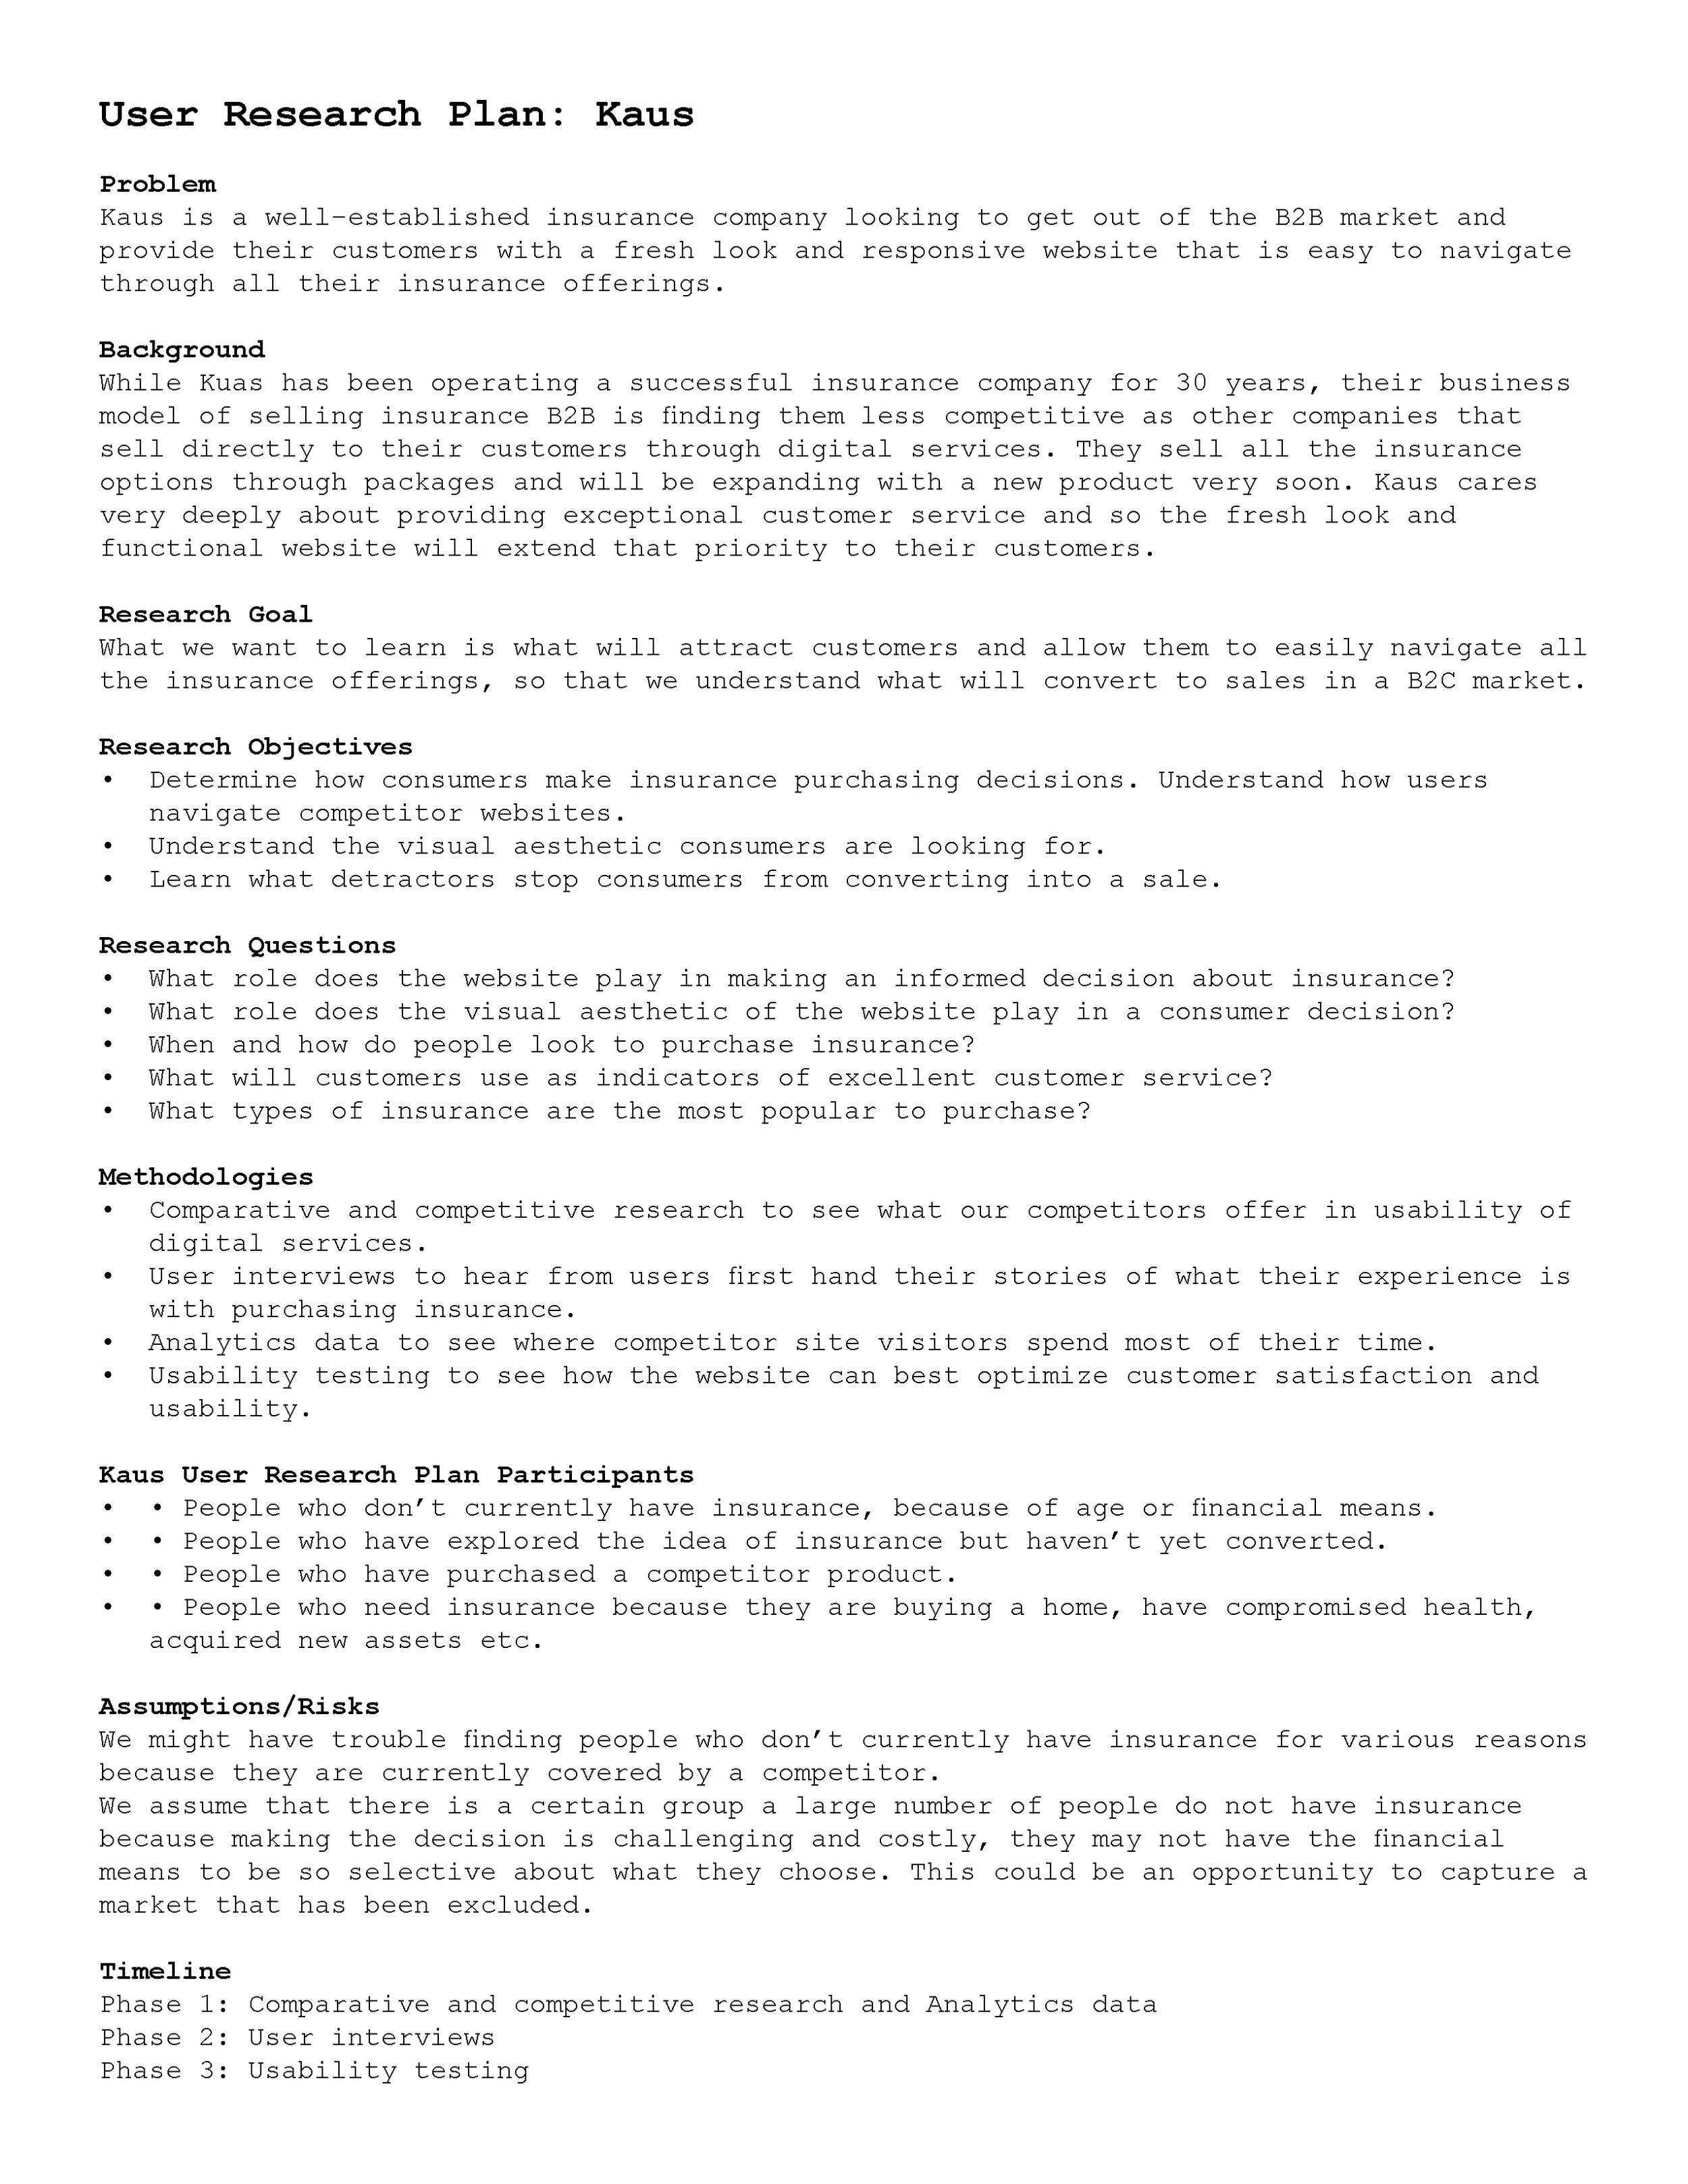 User Research Plan: Kaus
Problem
Kaus is a well-established insurance company looking to get out of the B2B market and
provide their customers with a fresh look and responsive website that is easy to navigate
through all their insurance offerings.
Background
While Kuas has been operating a successful insurance company for 30 years, their business
model of selling insurance B2B is finding them less competitive as other companies that
sell directly to their customers through digital services. They sell all the insurance
options through packages and will be expanding with a new product very soon. Kaus cares
very deeply about providing exceptional customer service and so the fresh look and
functional website will extend that priority to their customers.
Research Goal
What we want to learn is what will attract customers and allow them to easily navigate all
the insurance offerings, so that we understand what will convert to sales in a B2C market.
Research Objectives
• Determine how consumers make insurance purchasing decisions. Understand how users
navigate competitor websites.
• Understand the visual aesthetic consumers are looking for.
• Learn what detractors stop consumers from converting into a sale.
Research Questions
• What role does the website play in making an informed decision about insurance?
• What role does the visual aesthetic of the website play in a consumer decision?
• When and how do people look to purchase insurance?
• What will customers use as indicators of excellent customer service?
• What types of insurance are the most popular to purchase?
Methodologies
• Comparative and competitive research to see what our competitors offer in usability of
digital services.
• User interviews to hear from users first hand their stories of what their experience is
with purchasing insurance.
• Analytics data to see where competitor site visitors spend most of their time.
• Usability testing to see how the website can best optimize customer satisfaction and
usability.
Kaus User Research Plan Participants
• • People who don’t currently have insurance, because of age or financial means.
• • People who have explored the idea of insurance but haven’t yet converted.
• • People who have purchased a competitor product.
• • People who need insurance because they are buying a home, have compromised health,
acquired new assets etc.
Assumptions/Risks
We might have trouble finding people who don’t currently have insurance for various reasons
because they are currently covered by a competitor.
We assume that there is a certain group a large number of people do not have insurance
because making the decision is challenging and costly, they may not have the financial
means to be so selective about what they choose. This could be an opportunity to capture a
market that has been excluded.
Timeline
Phase 1: Comparative and competitive research and Analytics data
Phase 2: User interviews
Phase 3: Usability testing